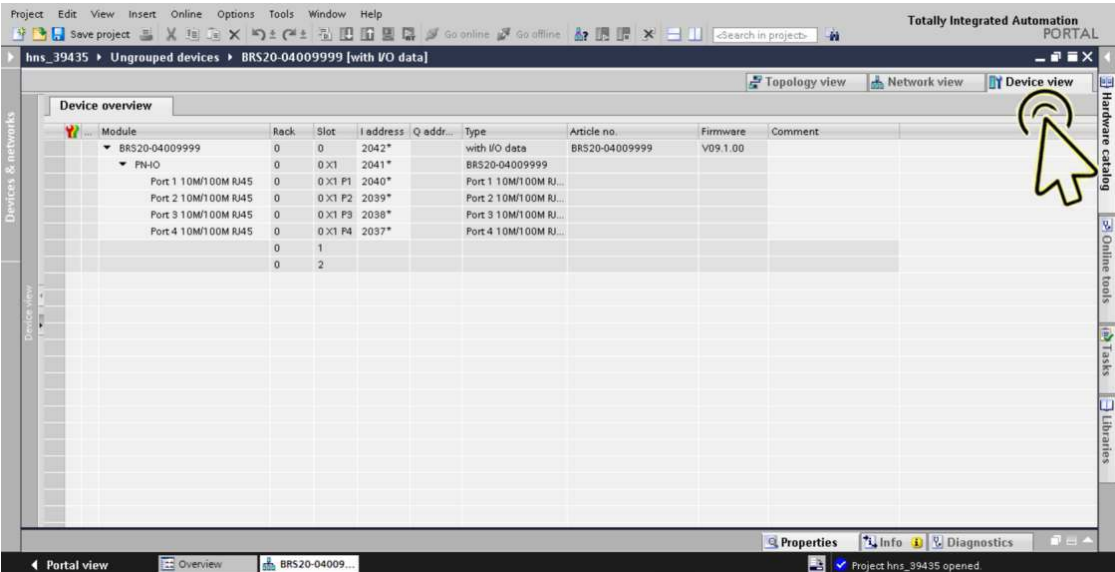 Project Edit View Insert Online Options Tools Window Help
Totally Integrated Automation
PORTAL
Save project Go online Go offline <Search in project>
hns_39435 Ungrouped devices BRS20-04009999 [with I/O data]
Topology view Network view Device view
Device overview
... Module Rack Slot I address Q addr... Type Article no. Firmware Comment
BRS20-04009999 0 0 2042* with I/O data BRS20-04009999 V09.1.00
PN-IO 0 0 X1 2041* BRS20-04009999
Port 1 10M/100M RJ45 0 0 X1 P1 2040* Port 1 10M/100M RJ...
Port 2 10M/100M RJ45 0 0 X1 P2 2039* Port 2 10M/100M RJ...
Port 3 10M/100M RJ45 0 0 X1 P3 2038* Port 3 10M/100M RJ...
Port 4 10M/100M RJ45 0 0 X1 P4 2037* Port 4 10M/100M RJ...
0 1
0 2
Devices & networks
Device view
Hardware catalog
Online tools
Tasks
Libraries
Properties Info Diagnostics
Portal view Overview BRS20-04009... Project hns_39435 opened.